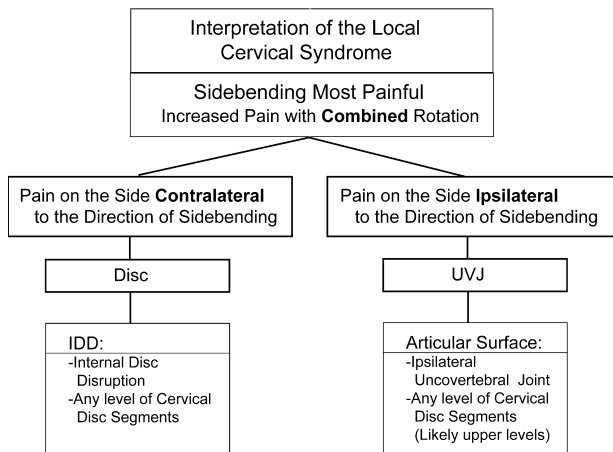 Interpretation of the Local
Cervical Syndrome
Sidebending Most Painful
Increased Pain with Combined Rotation
Pain on the Side Contralateral
to the Direction of Sidebending
Disc
IDD:
-Internal Disc
Disruption
-Any level of Cervical
Disc Segments
Pain on the Side Ipsilateral
to the Direction of Sidebending
UVJ
Articular Surface:
-Ipsilateral
Uncovertebral Joint
-Any level of Cervical
Disc Segments
(Likely upper levels)